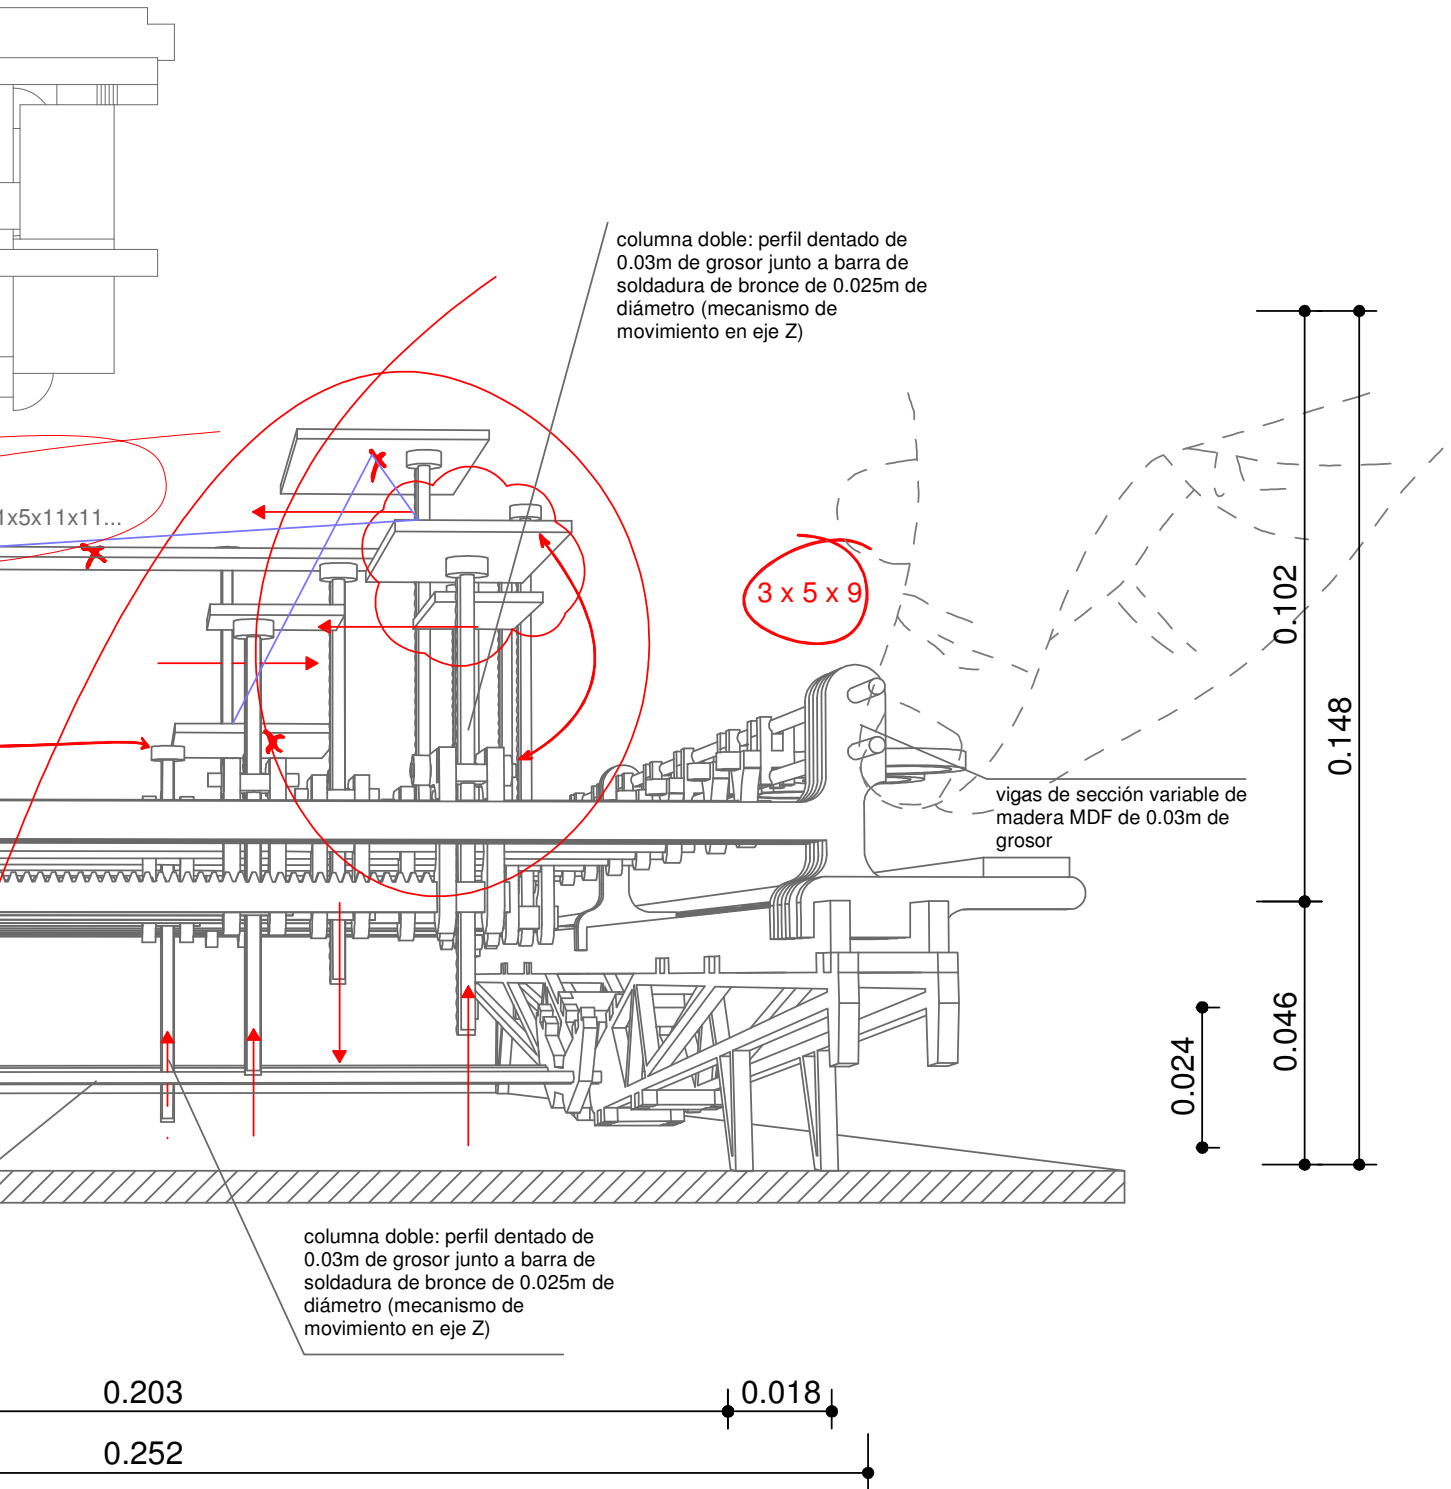 columna doble: perfil dentado de
0.03m de grosor junto a barra de
soldadura de bronce de 0.025m de
diámetro (mecanismo de
movimiento en eje Z)
1x5x11x11...
3 x 5 x 9
0.102
0.148
vigas de sección variable de
madera MDF de 0.03m de
grosor
0.046
0.024
columna doble: perfil dentado de
0.03m de grosor junto a barra de
soldadura de bronce de 0.025m de
diámetro (mecanismo de
movimiento en eje Z)
0.203
0.018
0.252